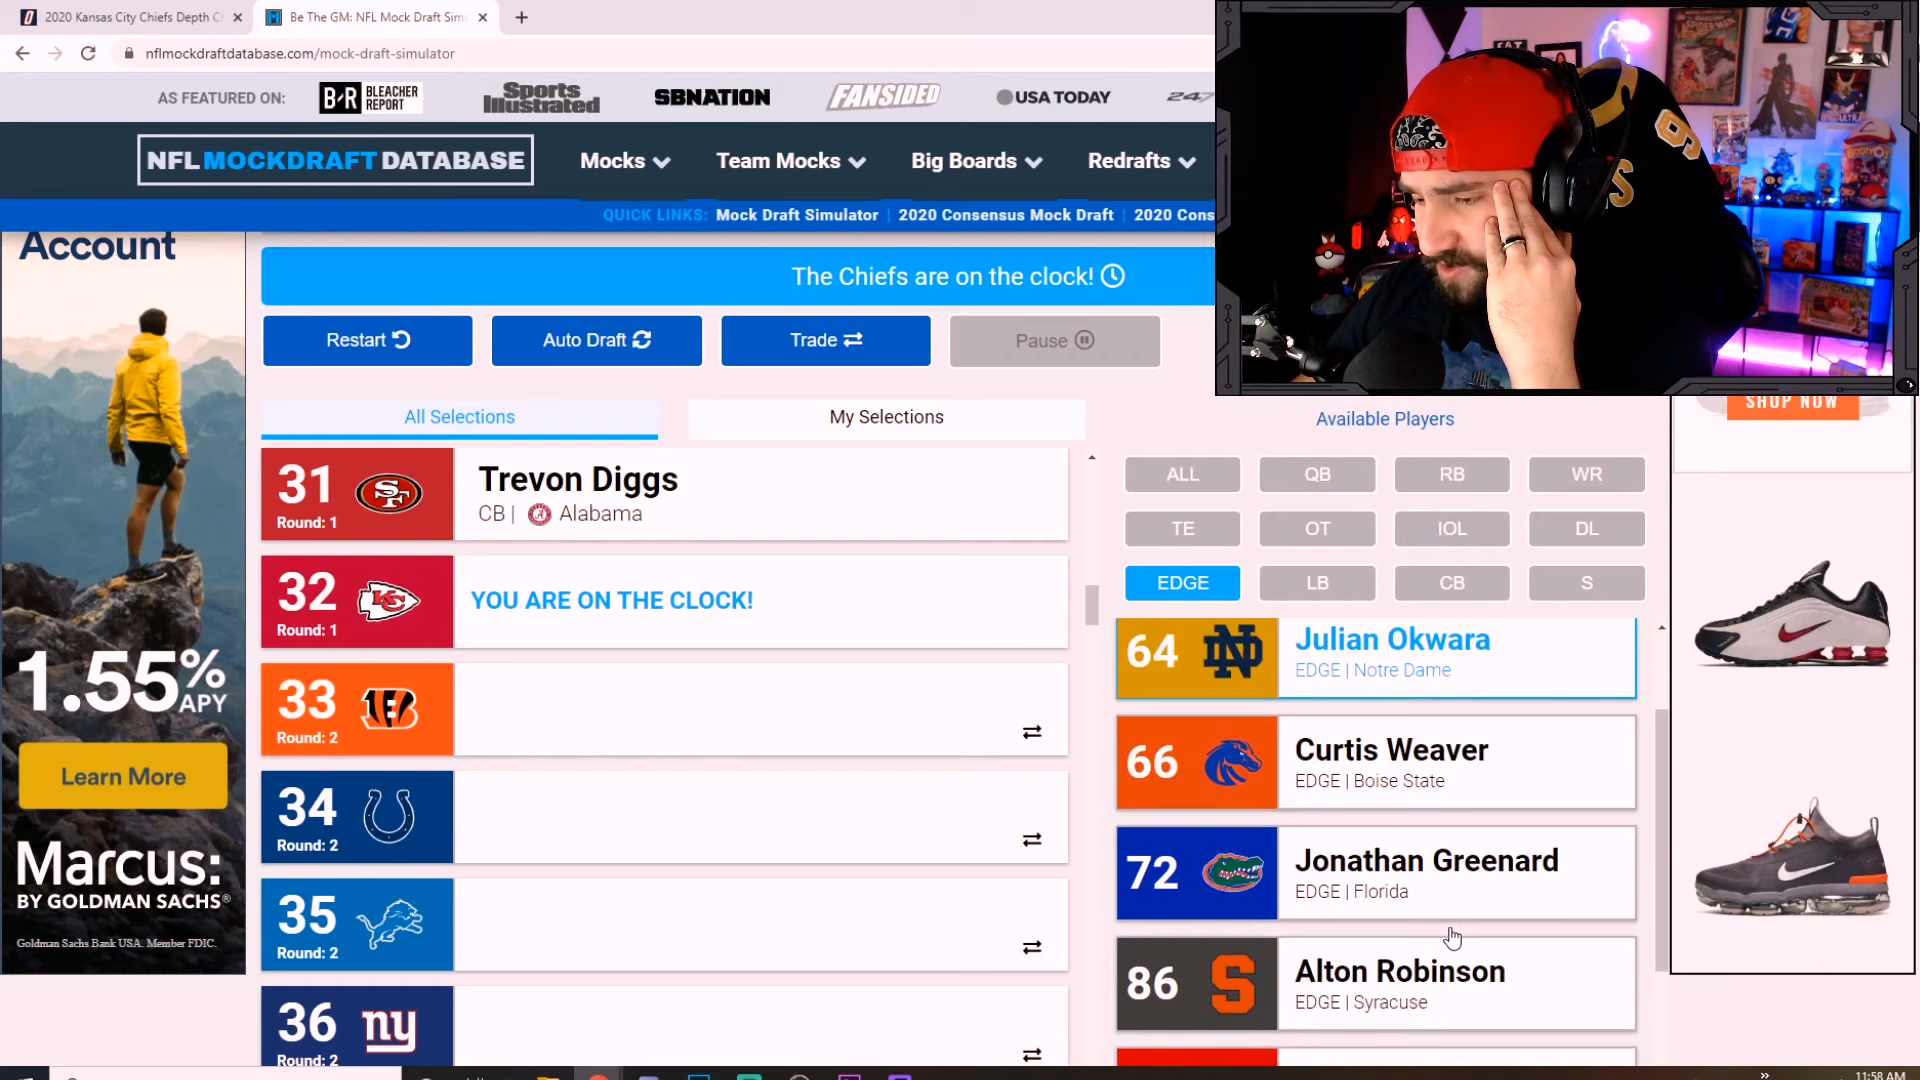 2020 Kansas City Chiefs Depth C
Be The GM: NFL Mock Draft Sim
nflmockdraftdatabase.com/mock-draft-simulator
AS FEATURED ON:
B/R BLEACHER REPORT
Sports Illustrated
SBNATION
FANSIDED
USA TODAY
247
NFL MOCKDRAFT DATABASE
Mocks
Team Mocks
Big Boards
Redrafts
QUICK LINKS: Mock Draft Simulator | 2020 Consensus Mock Draft | 2020 Cons
Account
The Chiefs are on the clock!
Restart
Auto Draft
Trade
Pause
All Selections
My Selections
Available Players
SHOP NOW
31
Round: 1
Trevon Diggs
CB | Alabama
32
Round: 1
YOU ARE ON THE CLOCK!
33
Round: 2
34
Round: 2
35
Round: 2
36
ny
Round: 2
ALL
QB
RB
WR
TE
OT
IOL
DL
EDGE
LB
CB
S
64
Julian Okwara
EDGE | Notre Dame
66
Curtis Weaver
EDGE | Boise State
72
Jonathan Greenard
EDGE | Florida
86
Alton Robinson
EDGE | Syracuse
1.55% APY
Learn More
Marcus:
BY GOLDMAN SACHS®
Goldman Sachs Bank USA. Member FDIC.
11:58 AM